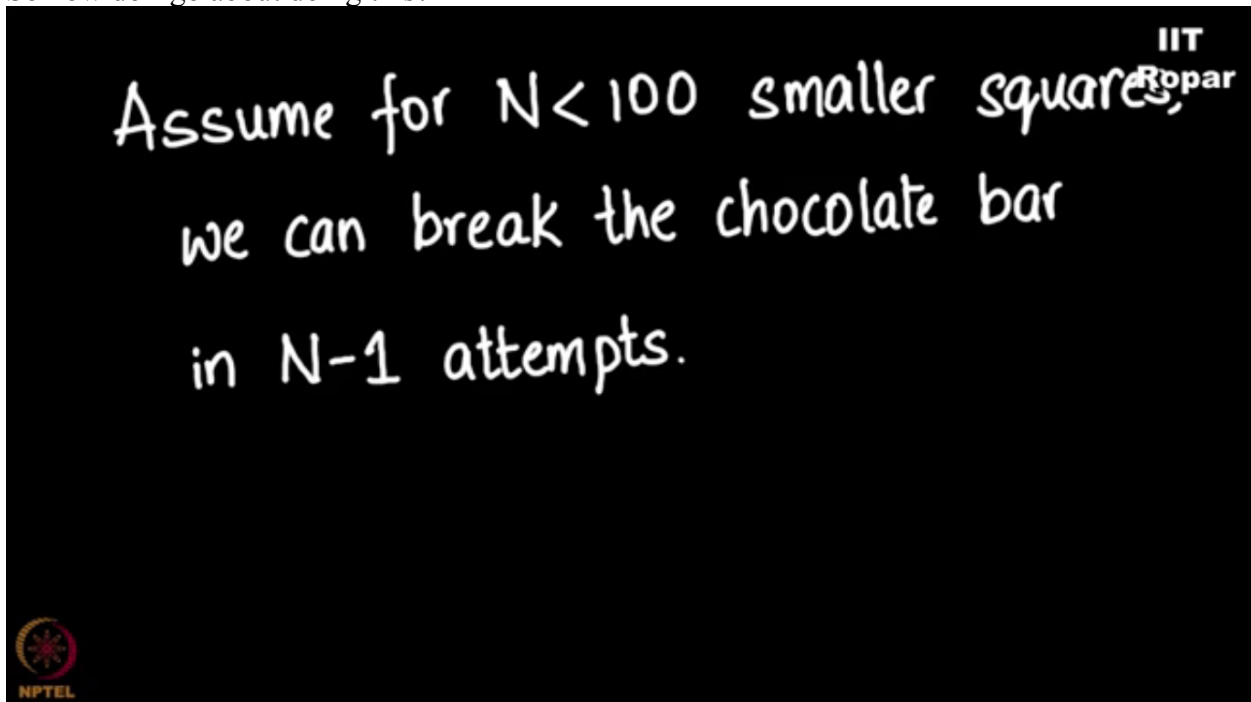 IIT
Ropar
Assume for N < 100 smaller squares,
we can break the chocolate bar
in N-1 attempts.
NPTEL